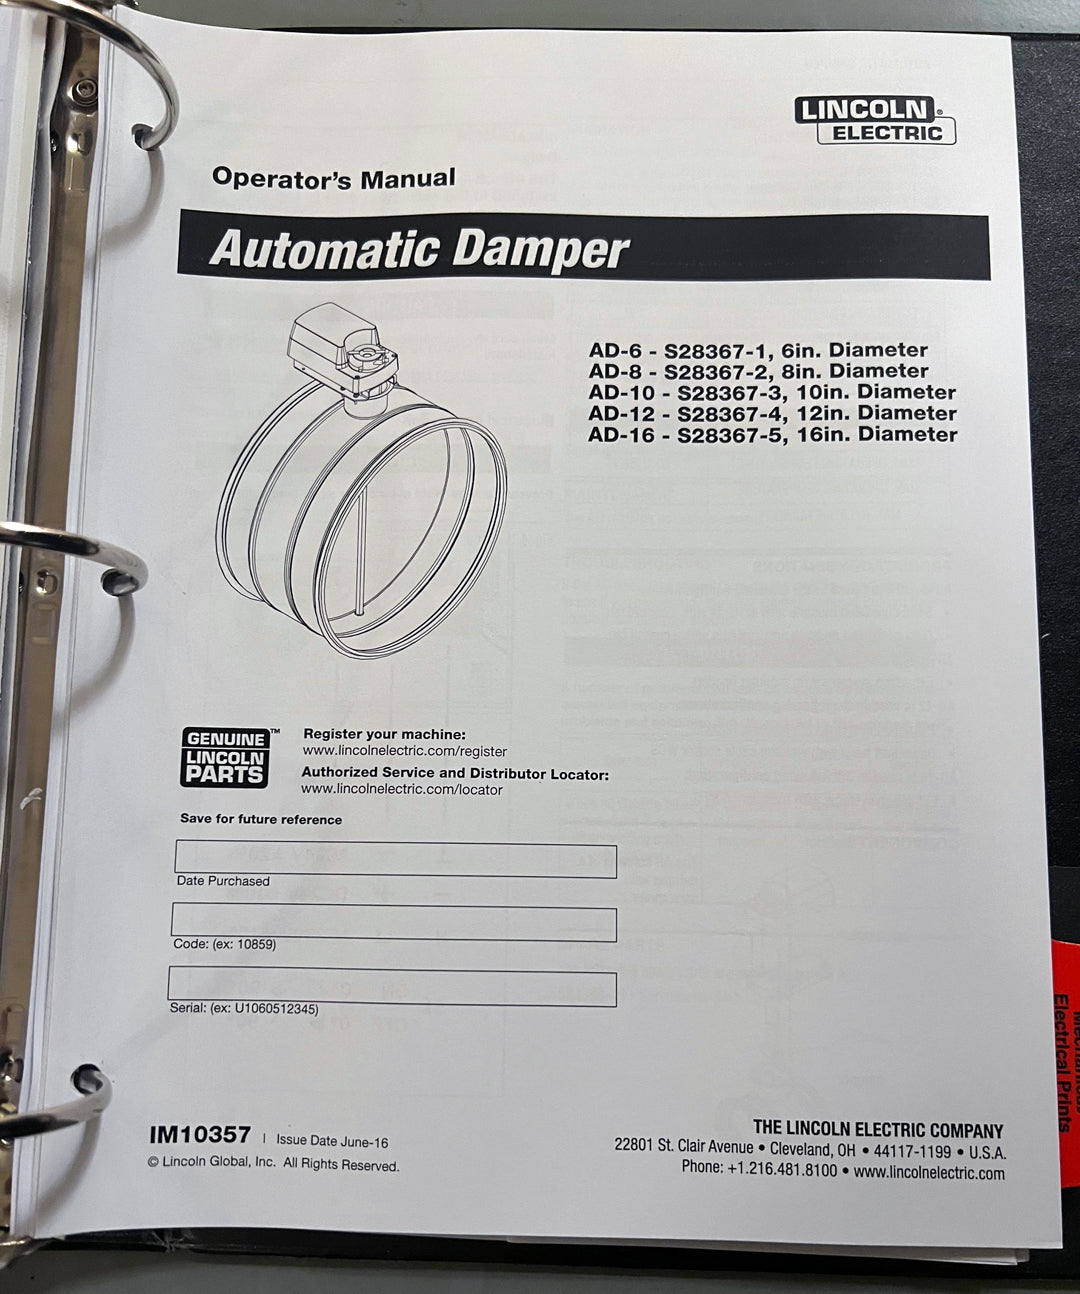 LINCOLN ®
ELECTRIC
Operator's Manual
Automatic Damper
AD-6 - S28367-1, 6in. Diameter
AD-8 - S28367-2, 8in. Diameter
AD-10 - S28367-3, 10in. Diameter
AD-12 - S28367-4, 12in. Diameter
AD-16 - S28367-5, 16in. Diameter
GENUINE™
LINCOLN
PARTS
Register your machine:
www.lincolnelectric.com/register
Authorized Service and Distributor Locator:
www.lincolnelectric.com/locator
Save for future reference
Date Purchased
Code: (ex: 10859)
Serial: (ex: U1060512345)
IM10357 | Issue Date June-16
© Lincoln Global, Inc. All Rights Reserved.
THE LINCOLN ELECTRIC COMPANY
22801 St. Clair Avenue • Cleveland, OH • 44117-1199 • U.S.A.
Phone: +1.216.481.8100 • www.lincolnelectric.com
Electrical Prints